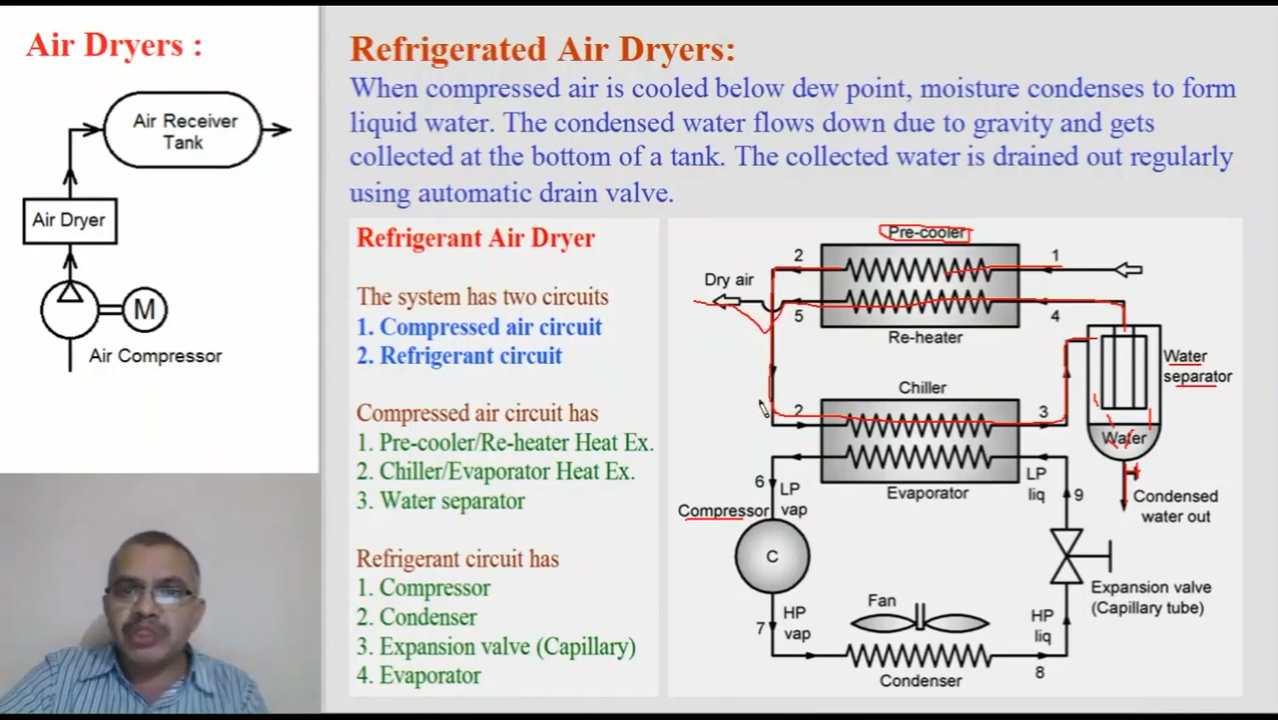 Air Dryers :
Air Receiver
Tank
Air Dryer
M
Air Compressor
Refrigerated Air Dryers:
When compressed air is cooled below dew point, moisture condenses to form
liquid water. The condensed water flows down due to gravity and gets
collected at the bottom of a tank. The collected water is drained out regularly
using automatic drain valve.
Refrigerant Air Dryer
The system has two circuits
1. Compressed air circuit
2. Refrigerant circuit
Compressed air circuit has
1. Pre-cooler/Re-heater Heat Ex.
2. Chiller/Evaporator Heat Ex.
3. Water separator
Refrigerant circuit has
1. Compressor
2. Condenser
3. Expansion valve (Capillary)
4. Evaporator
Pre-cooler
2
1
Dry air
5
4
Re-heater
Water
separator
Chiller
2
3
Water
6
LP
vap
Evaporator
LP
liq
9
Condensed
water out
Compressor
C
Expansion valve
(Capillary tube)
Fan
7
HP
vap
HP
liq
8
Condenser